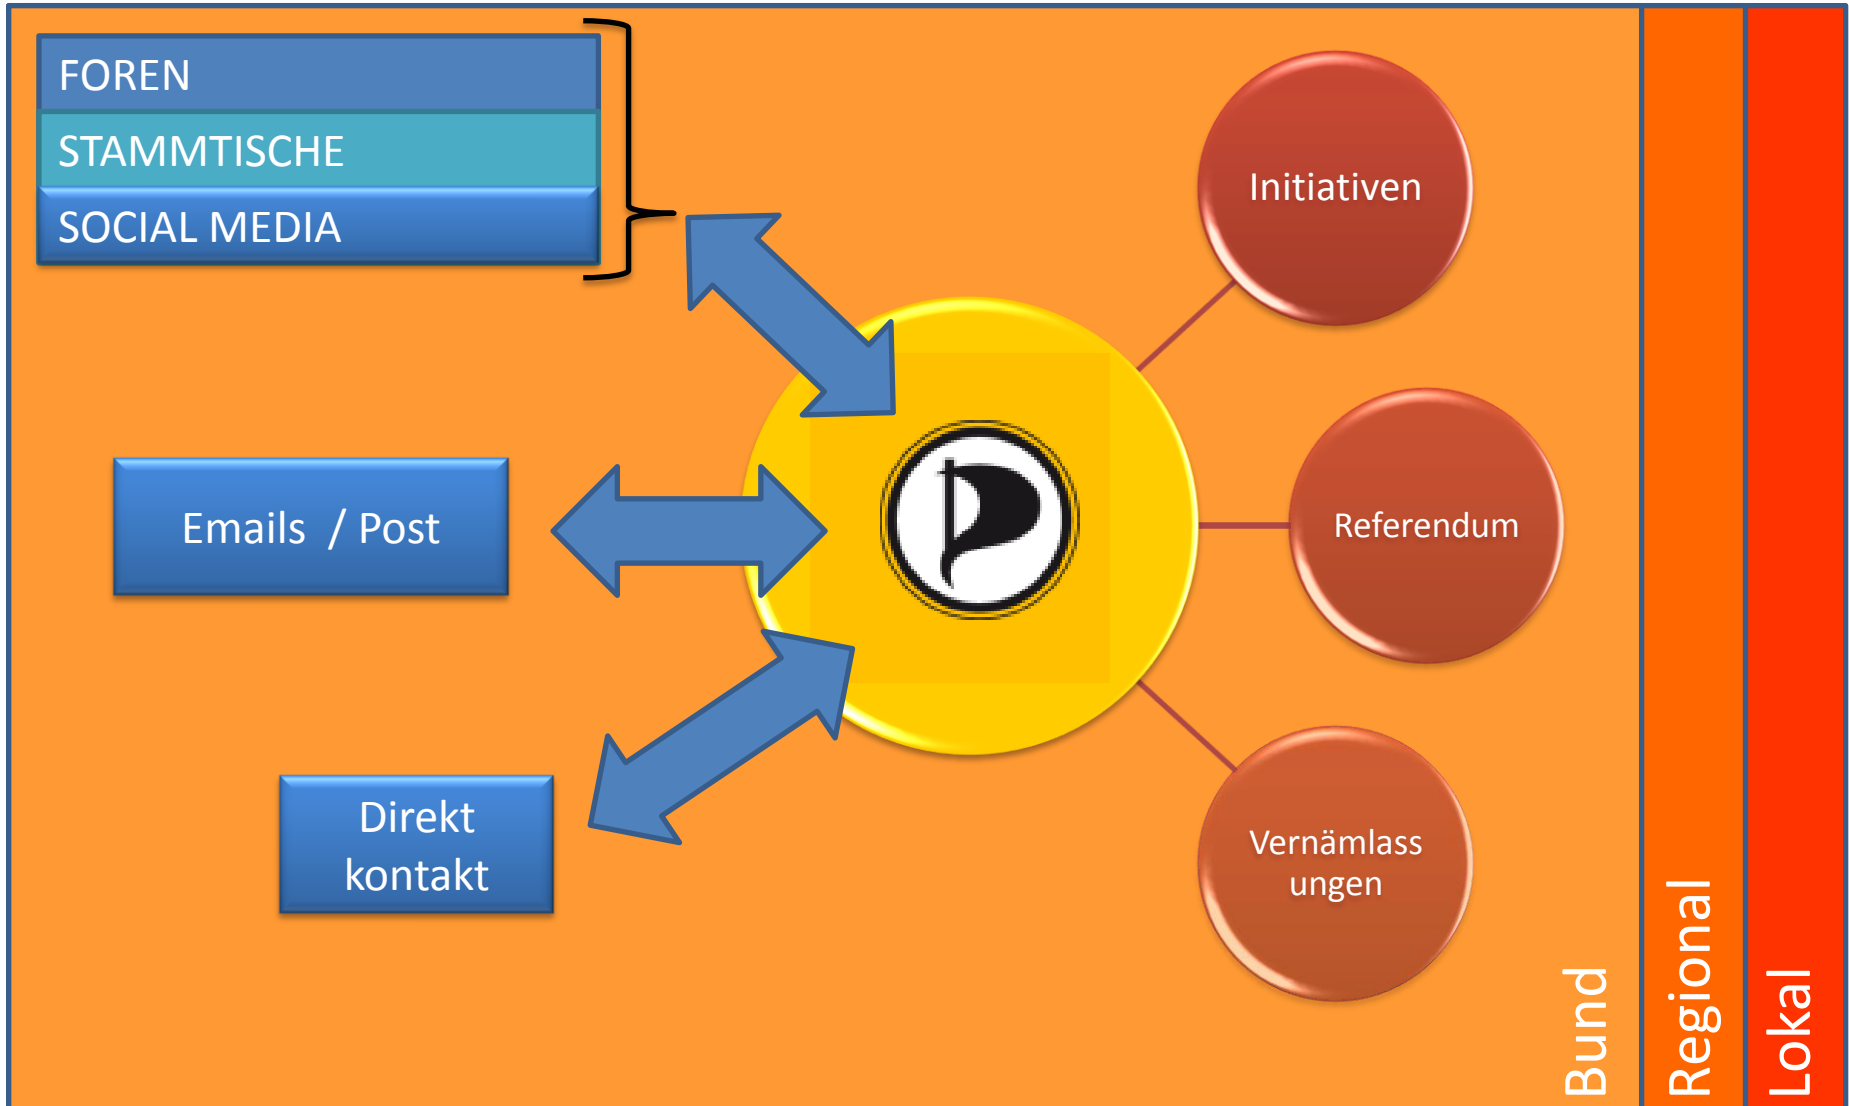 FOREN
STAMMTISCHE
SOCIAL MEDIA
Emails / Post
Direkt
kontakt
Initiativen
Referendum
Vernämlass
ungen
Bund
Regional
Lokal